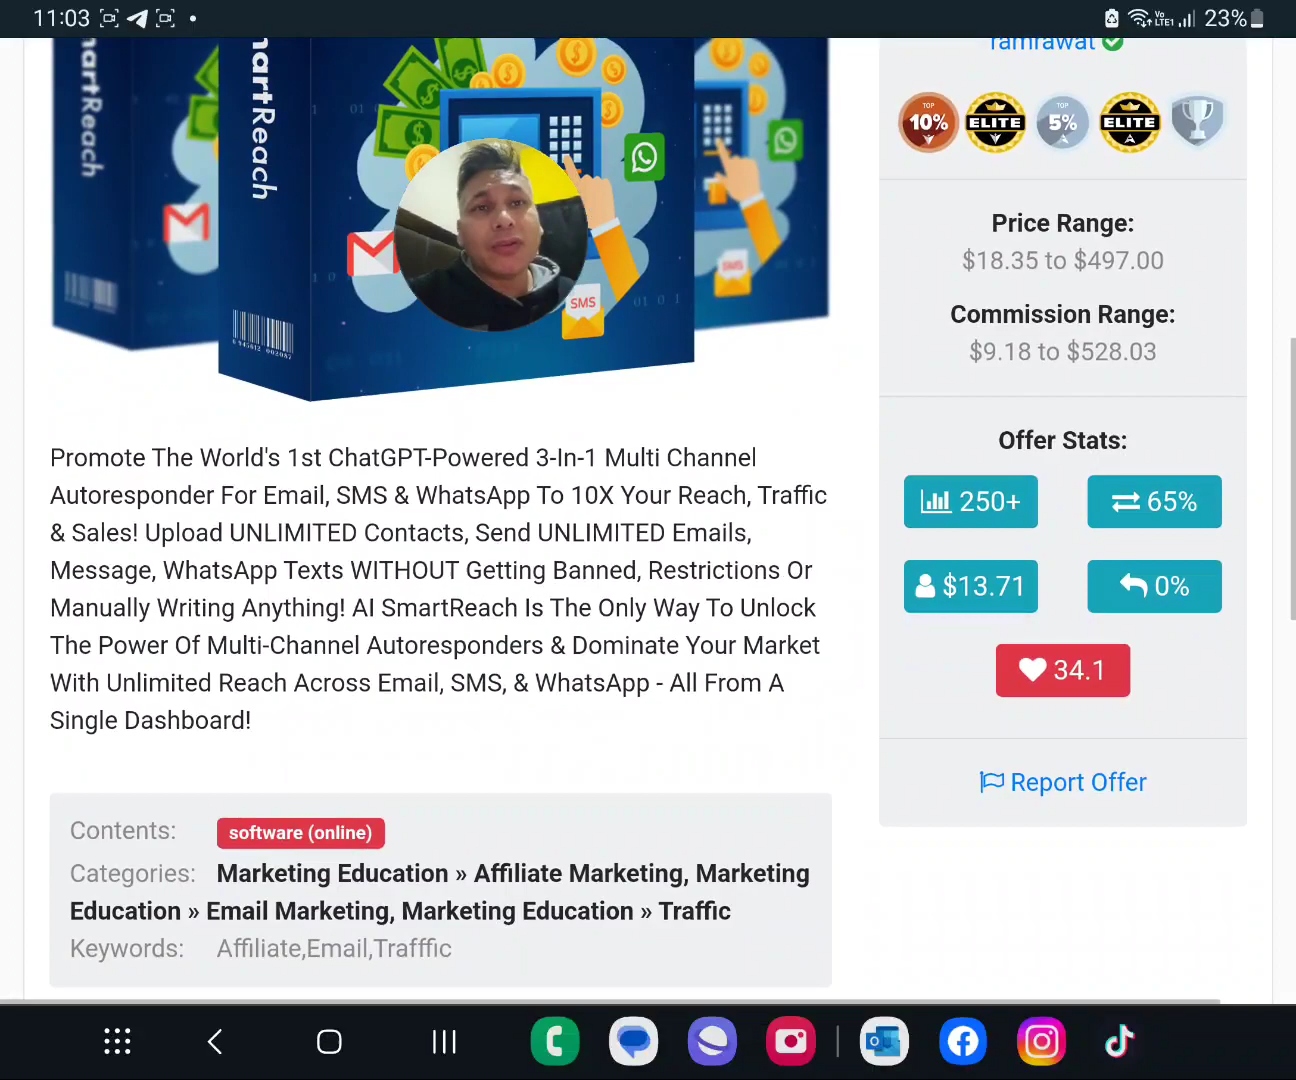 11:03
Vo
LTE1
23%
artReach
artReach
SMS
SMS
ramrawat
TOP
10%
ELITE
TOP
5%
ELITE
Price Range:
$18.35 to $497.00
Commission Range:
$9.18 to $528.03
Offer Stats:
250+
65%
$13.71
0%
34.1
Report Offer
Promote The World's 1st ChatGPT-Powered 3-In-1 Multi Channel
Autoresponder For Email, SMS & WhatsApp To 10X Your Reach, Traffic
& Sales! Upload UNLIMITED Contacts, Send UNLIMITED Emails,
Message, WhatsApp Texts WITHOUT Getting Banned, Restrictions Or
Manually Writing Anything! AI SmartReach Is The Only Way To Unlock
The Power Of Multi-Channel Autoresponders & Dominate Your Market
With Unlimited Reach Across Email, SMS, & WhatsApp - All From A
Single Dashboard!
Contents: software (online)
Categories: Marketing Education » Affiliate Marketing, Marketing
Education » Email Marketing, Marketing Education » Traffic
Keywords: Affiliate,Email,Trafffic